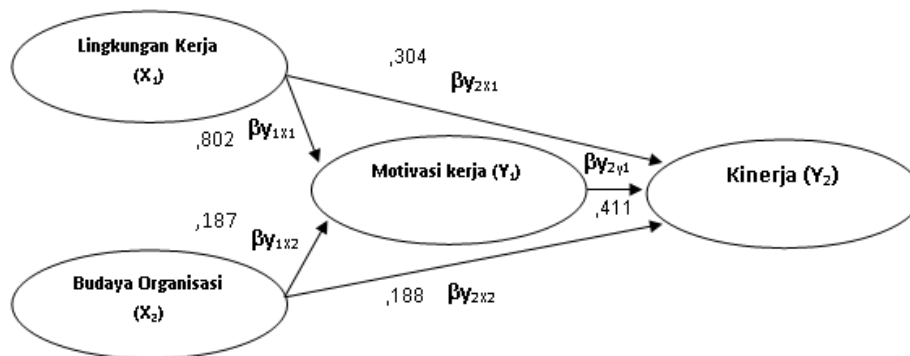 Lingkungan Kerja
(X₁)
,304
βy₂ₓ₁
,802
βy₁ₓ₁
Motivasi kerja (Y₁)
βy₂y₁
,411
Kinerja (Y₂)
,187
βy₁ₓ₂
Budaya Organisasi
(X₂)
,188
βy₂ₓ₂